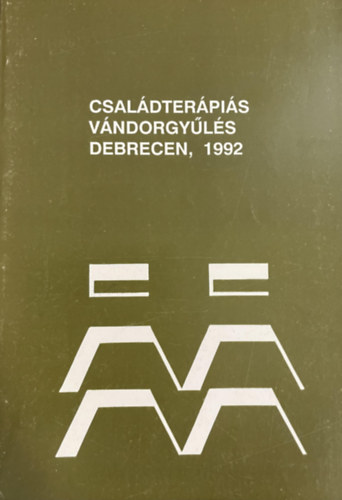 CSALÁDTERÁPIÁS
VÁNDORGYŰLÉS
DEBRECEN, 1992